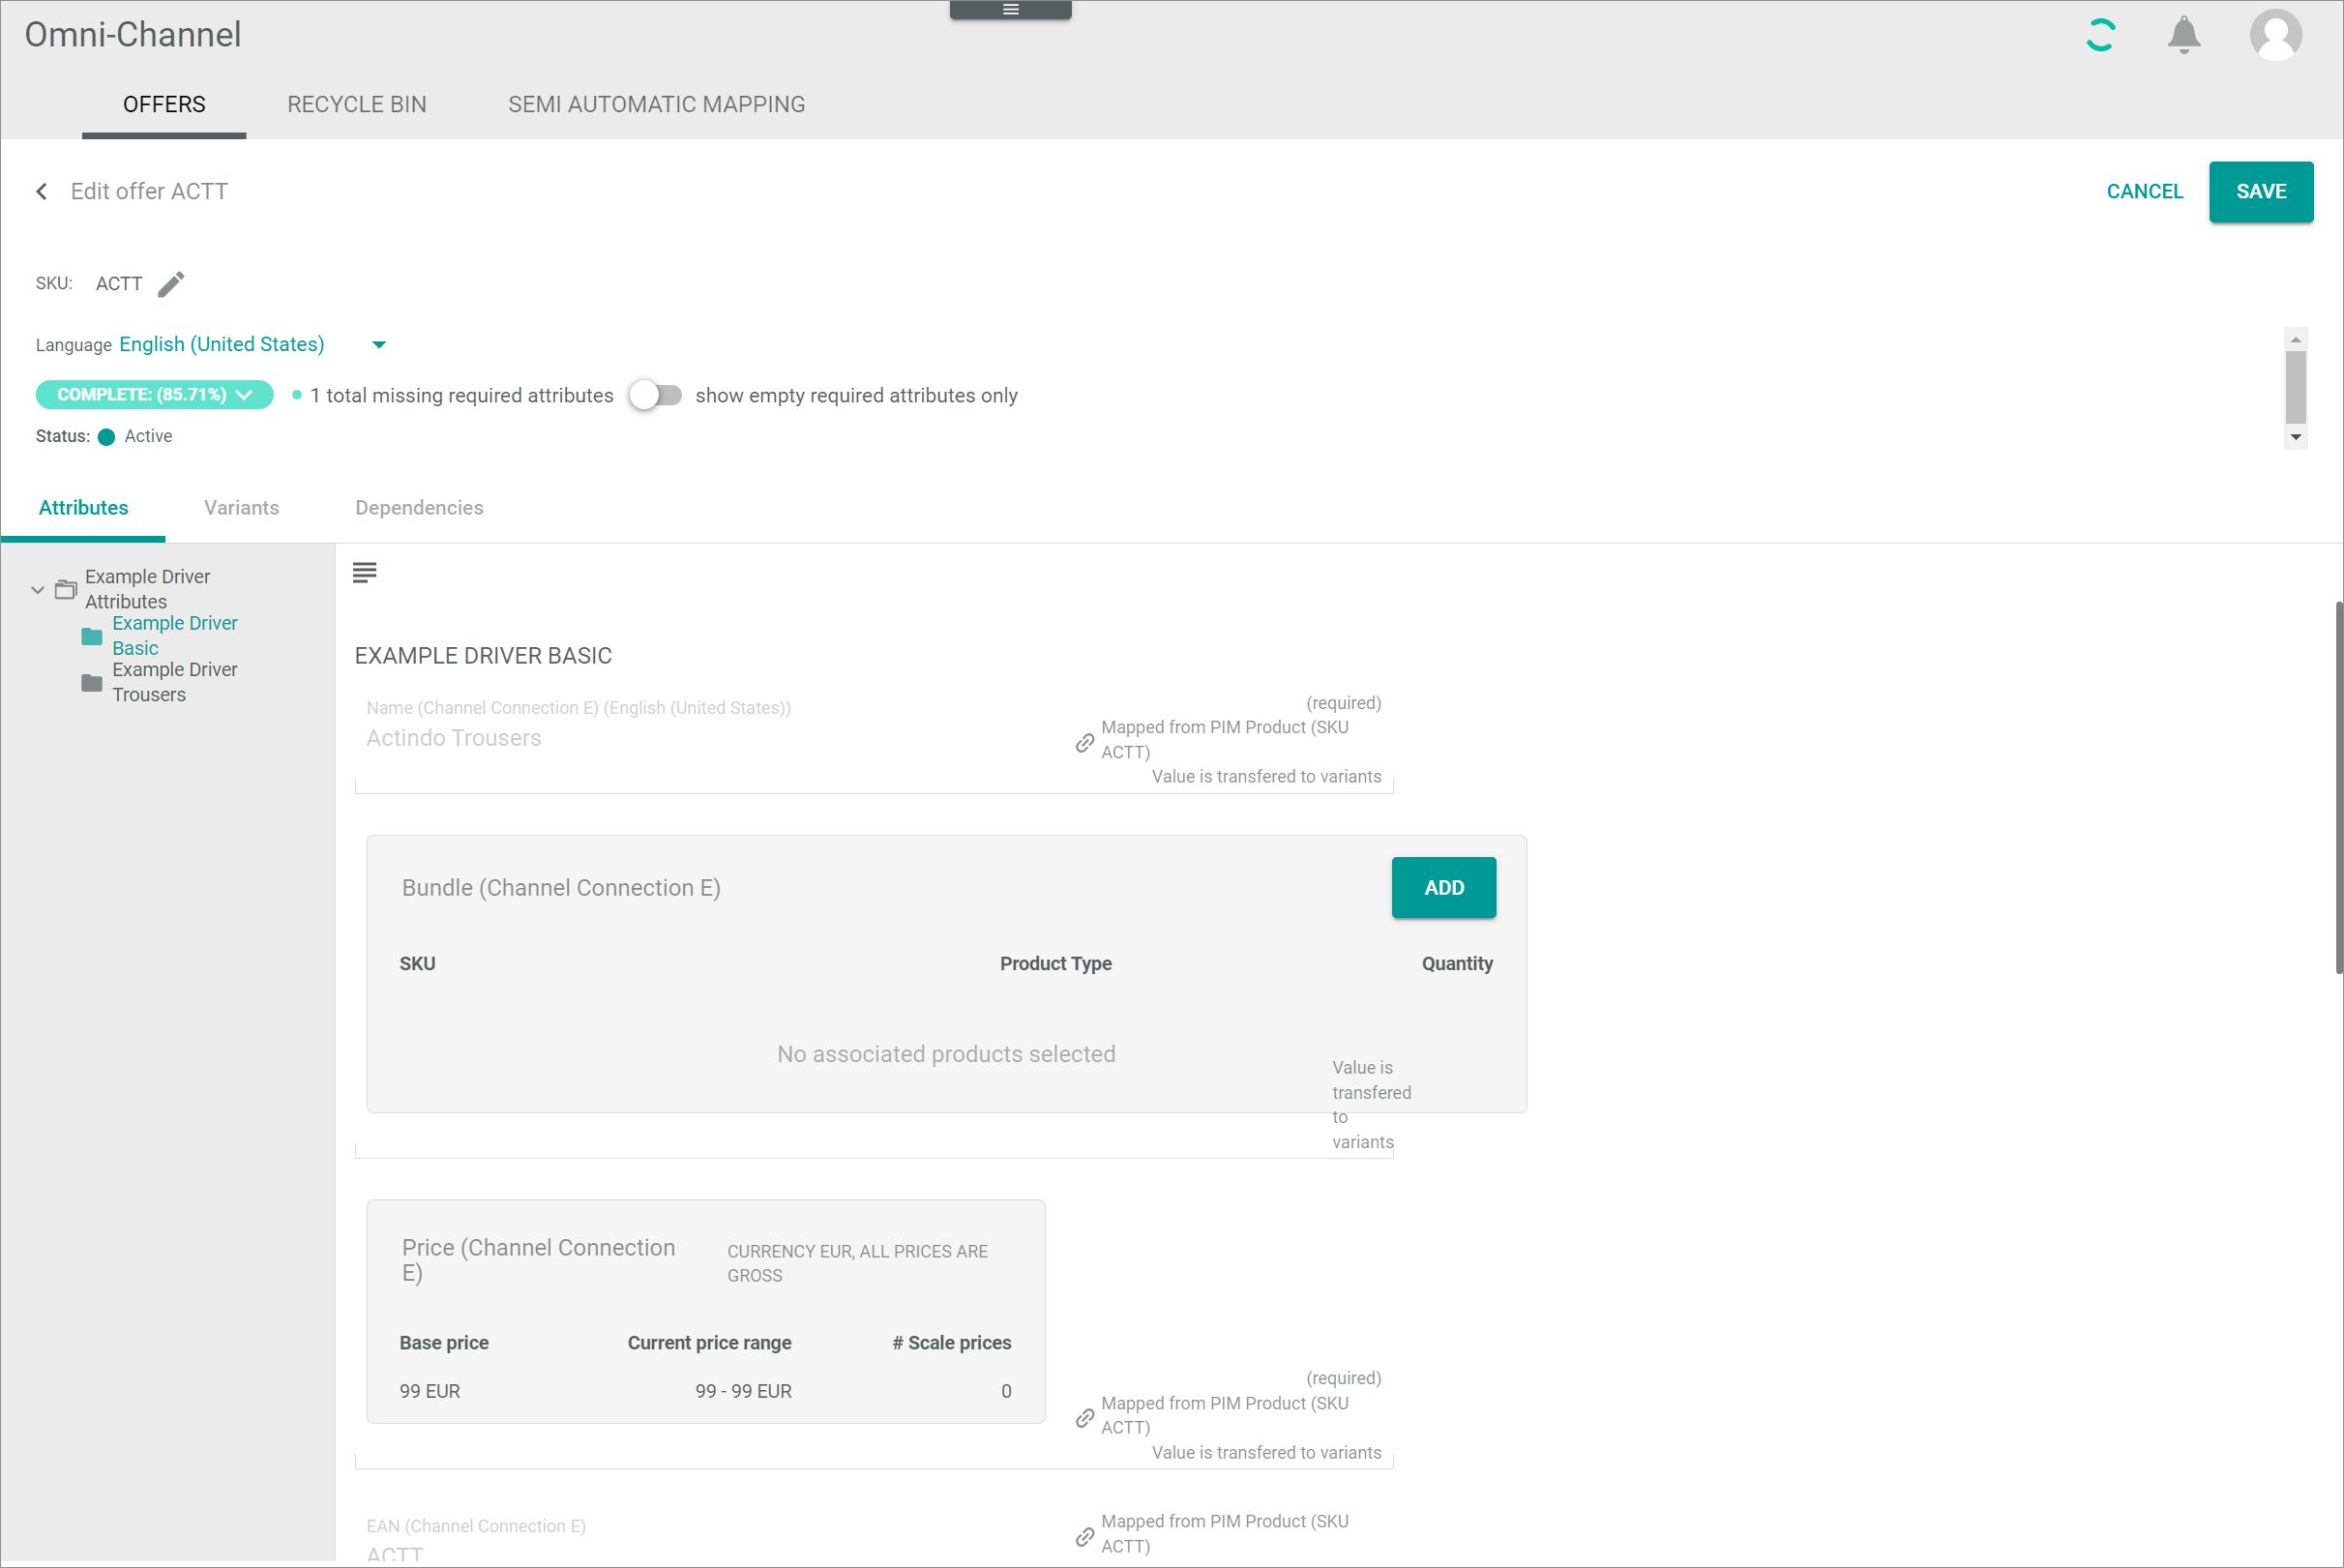 Omni-Channel
OFFERS RECYCLE BIN SEMI AUTOMATIC MAPPING
Edit offer ACTT CANCEL SAVE
SKU: ACTT
Language English (United States)
COMPLETE: (85.71%) 1 total missing required attributes show empty required attributes only
Status: Active
Attributes Variants Dependencies
Example Driver
Attributes
Example Driver
Basic
Example Driver
Trousers
EXAMPLE DRIVER BASIC
Name (Channel Connection E) (English (United States))
Actindo Trousers
(required)
Mapped from PIM Product (SKU
ACTT)
Value is transfered to variants
Bundle (Channel Connection E) ADD
SKU Product Type Quantity
No associated products selected
Value is
transfered
to
variants
Price (Channel Connection
E)
CURRENCY EUR, ALL PRICES ARE
GROSS
Base price Current price range # Scale prices
99 EUR 99 - 99 EUR 0
(required)
Mapped from PIM Product (SKU
ACTT)
Value is transfered to variants
EAN (Channel Connection E)
ACTT
Mapped from PIM Product (SKU
ACTT)